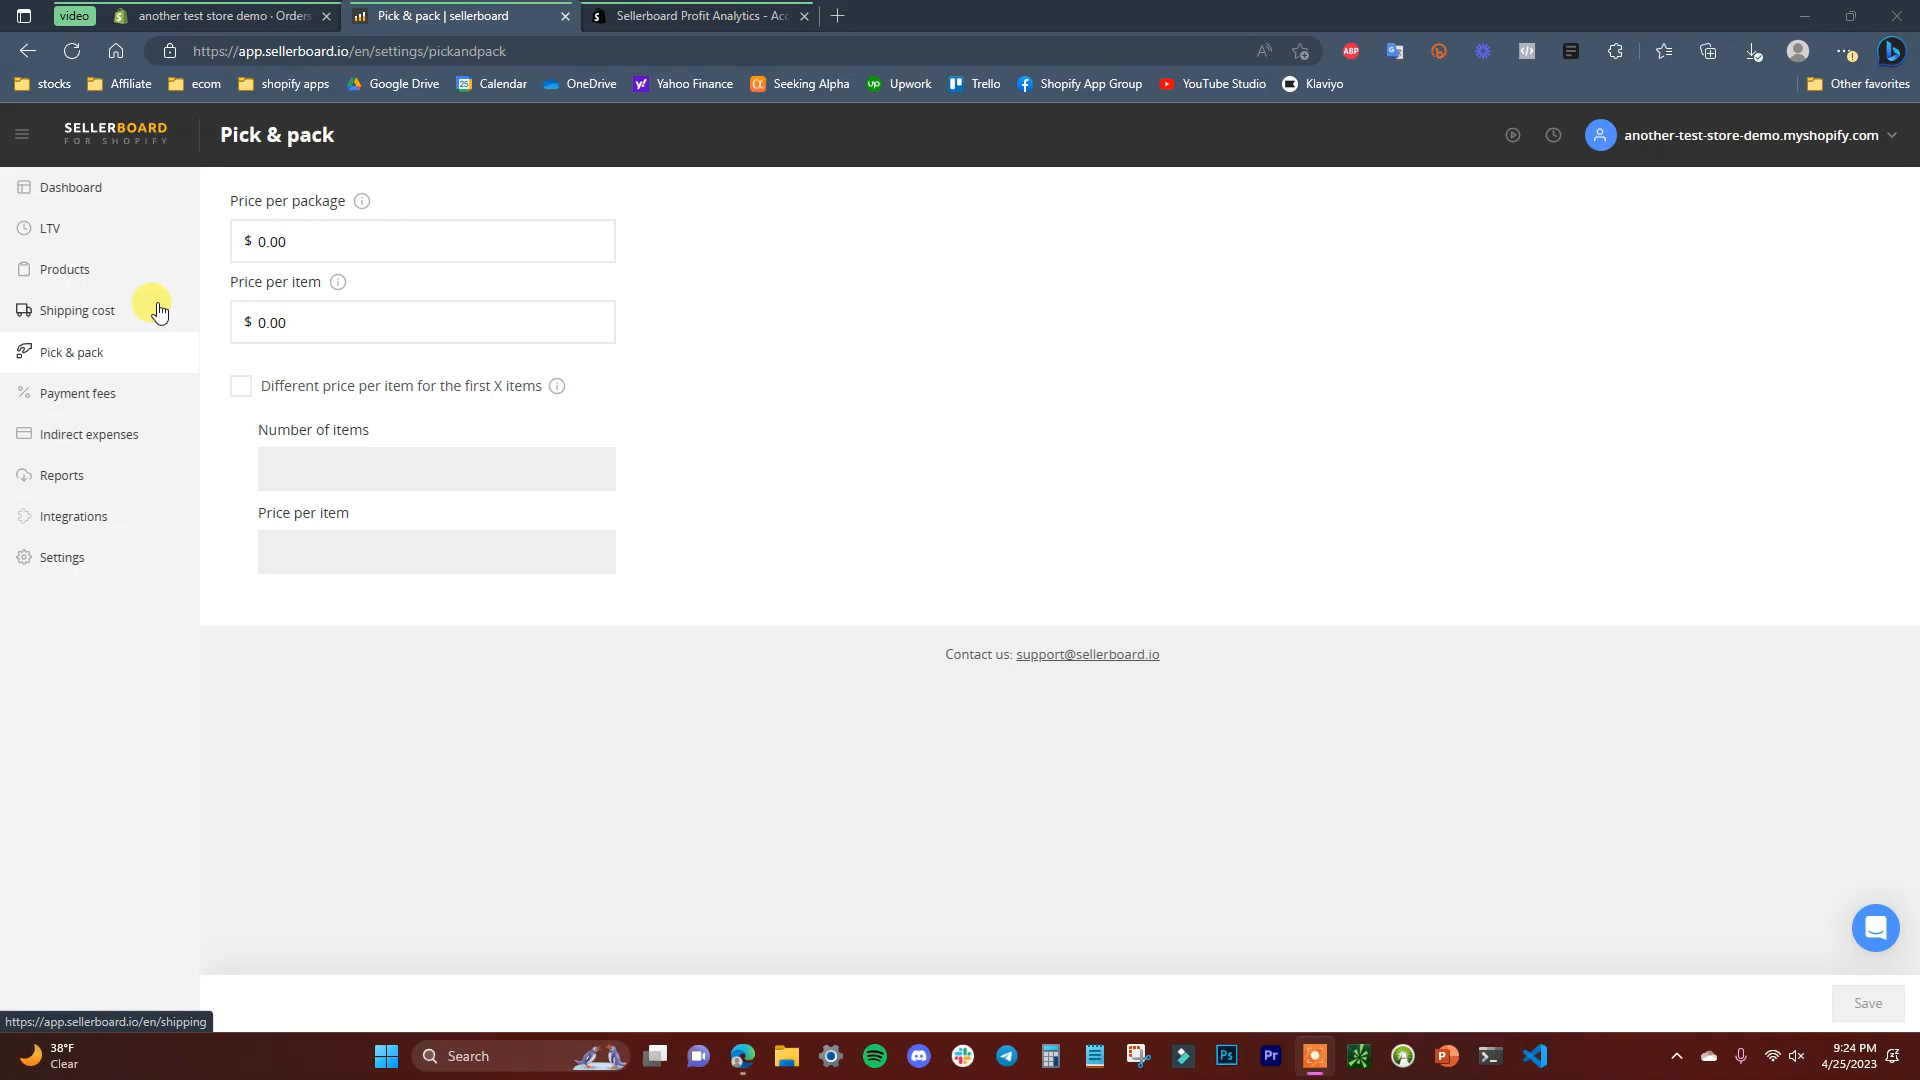 video
another test store demo · Orders
Pick & pack | sellerboard
Sellerboard Profit Analytics - Acc
https://app.sellerboard.io/en/settings/pickandpack
ABP
stocks
Affiliate
ecom
shopify apps
Google Drive
Calendar
OneDrive
Yahoo Finance
Seeking Alpha
Upwork
Trello
Shopify App Group
YouTube Studio
Klaviyo
Other favorites
SELLERBOARD
FOR SHOPIFY
Pick & pack
another-test-store-demo.myshopify.com
Dashboard
LTV
Products
Shipping cost
Pick & pack
Payment fees
Indirect expenses
Reports
Integrations
Settings
Price per package
$ 0.00
Price per item
$ 0.00
Different price per item for the first X items
Number of items
Price per item
Contact us: support@sellerboard.io
Save
https://app.sellerboard.io/en/shipping
38°F
Clear
Search
Ps
Pr
9:24 PM
4/25/2023